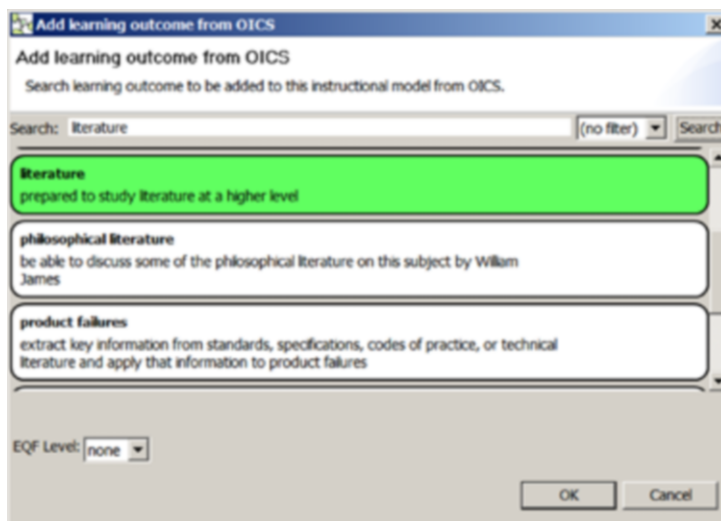 Add learning outcome from OICS
Add learning outcome from OICS
Search learning outcome to be added to this instructional model from OICS.
Search: literature (no filter) Search
literature
prepared to study literature at a higher level
philosophical literature
be able to discuss some of the philosophical literature on this subject by William
James
product failures
extract key information from standards, specifications, codes of practice, or technical
literature and apply that information to product failures
EQF Level: none
OK Cancel